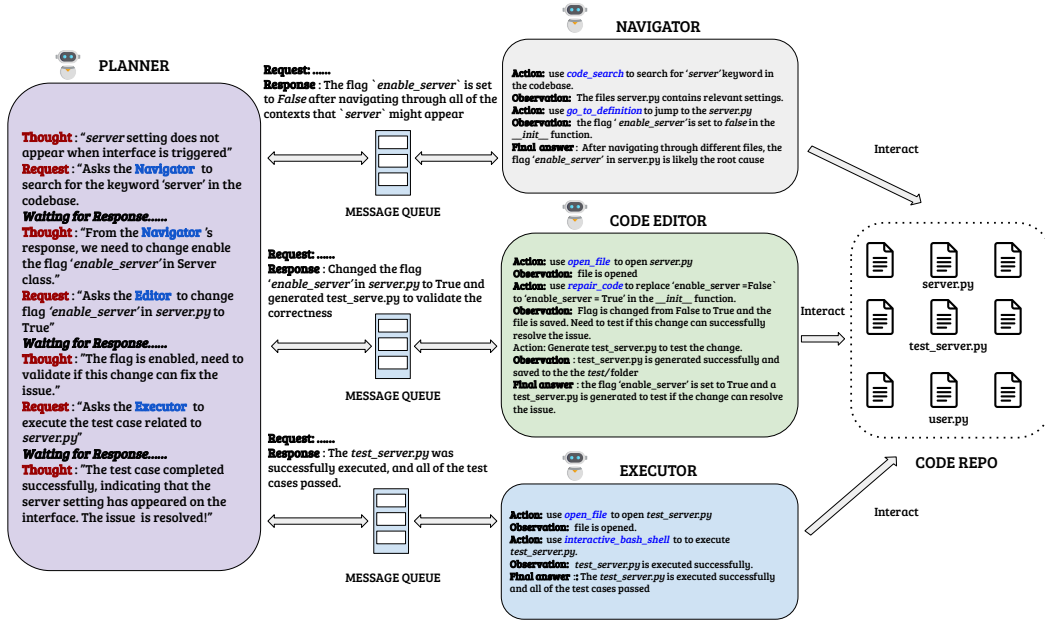 PLANNER
Thought : “server setting does not
appear when interface is triggered”
Request : “Asks the Navigator to
search for the keyword ‘server’ in the
codebase.
Waiting for Response......
Thought : “From the Navigator ’s
response, we need to change enable
the flag ‘enable_server’ in Server
class.”
Request : “Asks the Editor to change
flag ‘enable_server’ in server.py to
True”
Waiting for Response......
Thought : ”The flag is enabled, need to
validate if this change can fix the
issue.”
Request : “Asks the Executor to
execute the test case related to
server.py”
Waiting for Response......
Thought : ”The test case completed
successfully, indicating that the
server setting has appeared on the
interface. The issue is resolved!”
Request: ......
Response : The flag `enable_server` is set
to False after navigating through all of the
contexts that `server` might appear
MESSAGE QUEUE
Request: ......
Response : Changed the flag
‘enable_server’ in server.py to True and
generated test_serve.py to validate the
correctness
MESSAGE QUEUE
Request: ......
Response : The test_server.py was
successfully executed, and all of the test
cases passed.
MESSAGE QUEUE
NAVIGATOR
Action: use code_search to search for ‘server’ keyword in
the codebase.
Observation: The files server.py contains relevant settings.
Action: use go_to_definition to jump to the server.py
Observation: the flag ‘ enable_server’ is set to false in the
__init__ function.
Final answer : After navigating through different files, the
flag ‘enable_server’ in server.py is likely the root cause
CODE EDITOR
Action: use open_file to open server.py
Observation: file is opened
Action: use repair_code to replace ‘enable_server =False`
to ‘enable_server = True’ in the __init__ function.
Observation: Flag is changed from False to True and the
file is saved. Need to test if this change can successfully
resolve the issue.
Action: Generate test_server.py to test the change.
Observation : test_server.py is generated successfully and
saved to the the test/ folder
Final answer : the flag ‘enable_server’ is set to True and a
test_server.py is generated to test if the change can resolve
the issue.
EXECUTOR
Action: use open_file to open test_server.py
Observation: file is opened.
Action: use interactive_bash_shell to to execute
test_server.py.
Observation: test_server.py is executed successfully.
Final answer :: The test_server.py is executed successfully
and all of the test cases passed
Interact
Interact
Interact
server.py
test_server.py
user.py
CODE REPO